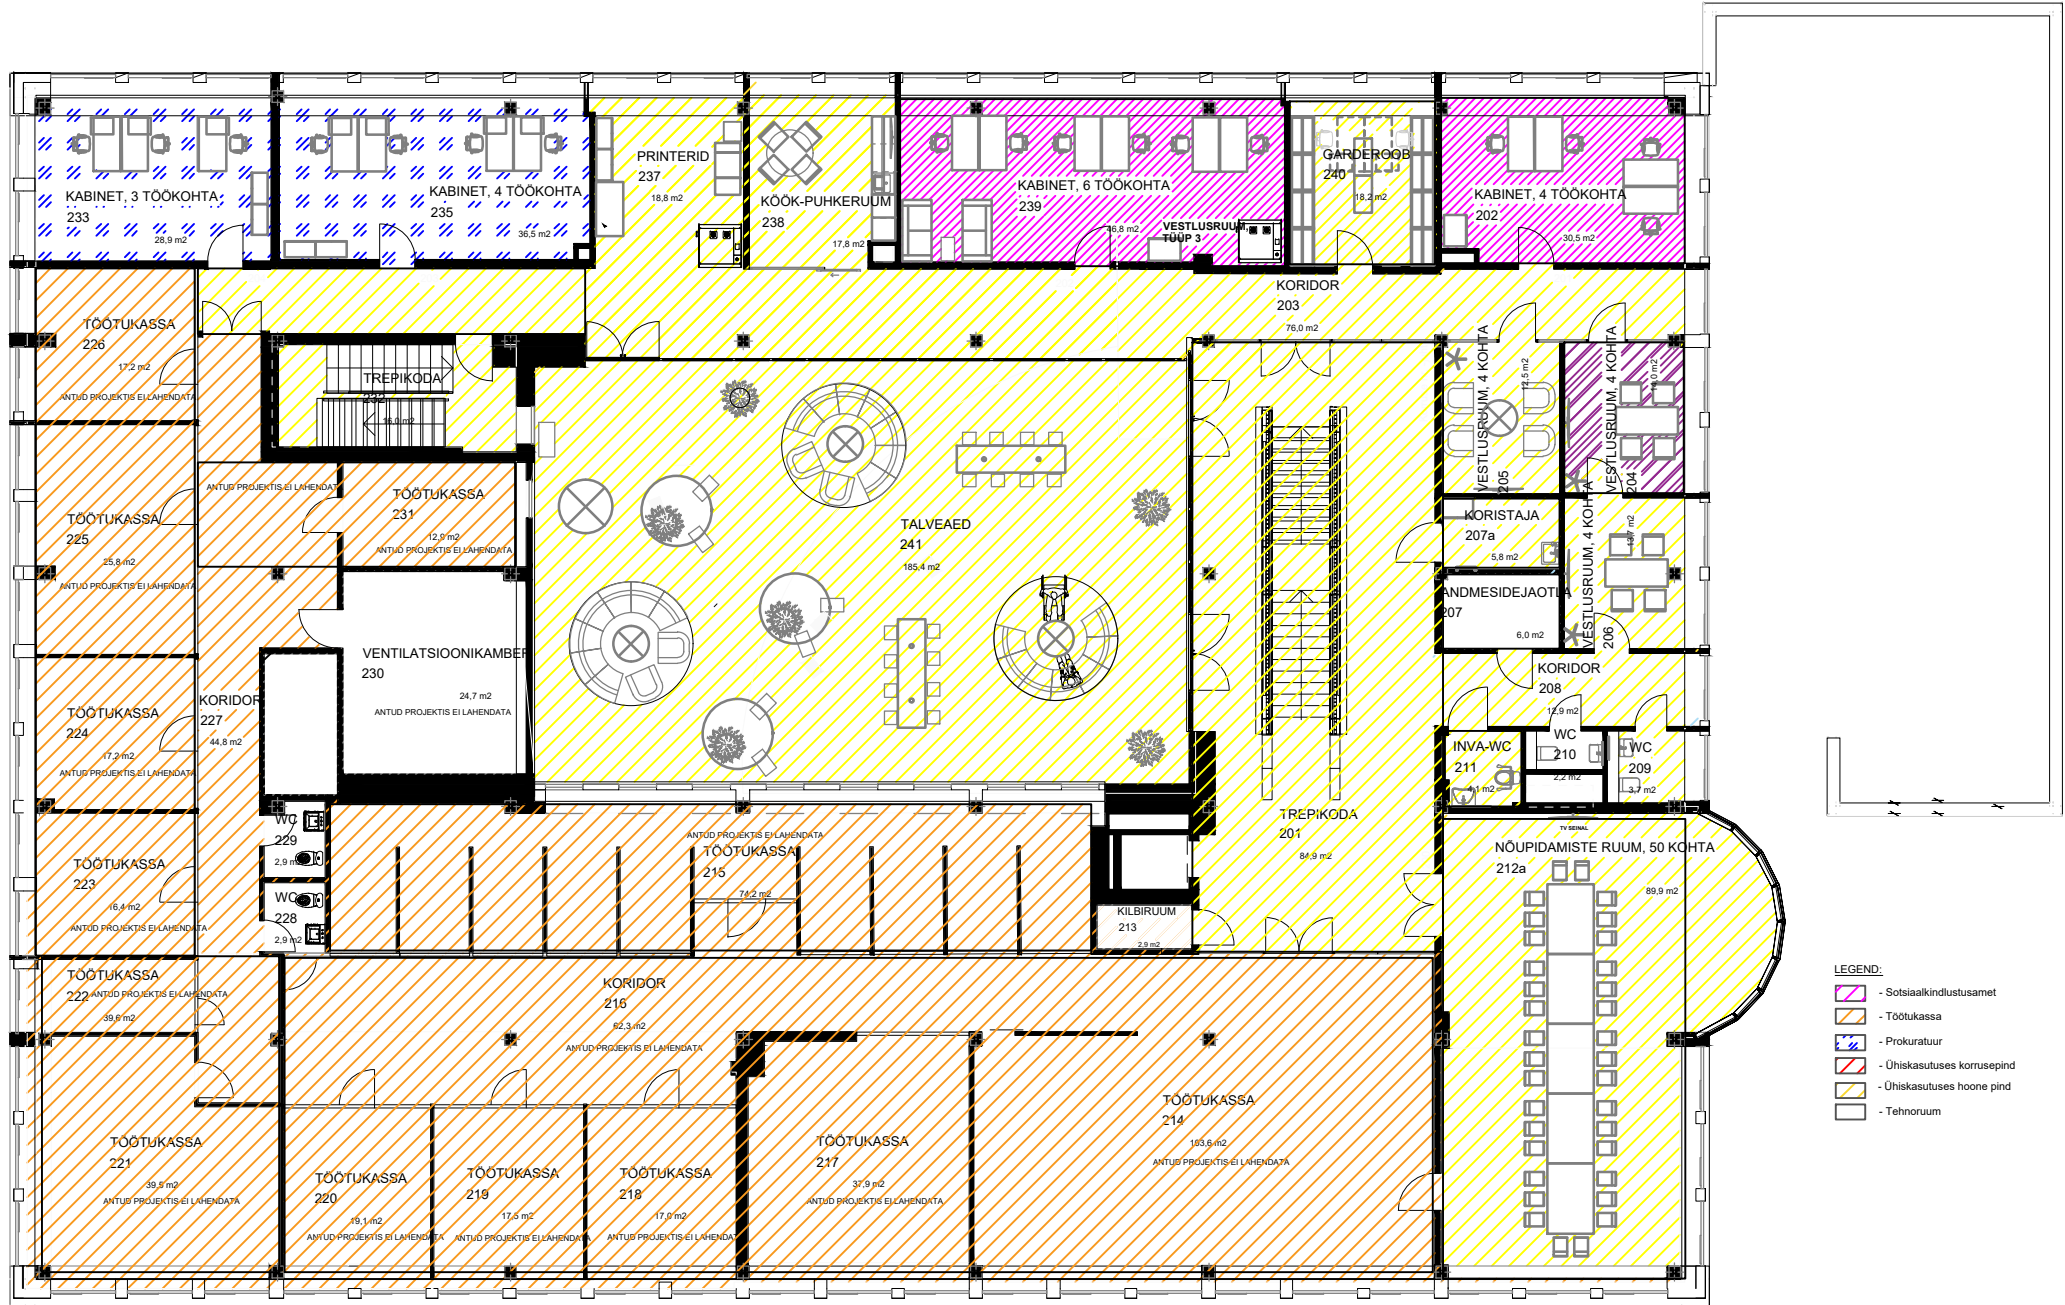 KABINET, 3 TÖÖKOHTA
233
28,9 m2
KABINET, 4 TÖÖKOHTA
235
36,5 m2
PRINTERID
237
18,8 m2
KÖÖK-PUHKERUUM
238
17,8 m2
KABINET, 6 TÖÖKOHTA
239
46,8 m2
VESTLUSRUUM,
TÜÜP 3
GARDEROOB
240
18,2 m2
KABINET, 4 TÖÖKOHTA
202
30,5 m2
KORIDOR
203
76,0 m2
TÖÖTUKASSA
226
17,2 m2
ANTUD PROJEKTIS EI LAHENDATA
TREPIKODA
232
16,0 m2
VESTLUSRUUM, 4 KOHTA
205
12,5 m2
VESTLUSRUUM, 4 KOHTA
204
TÖÖTUKASSA
225
25,8 m2
ANTUD PROJEKTIS EI LAHENDATA
ANTUD PROJEKTIS EI LAHENDAT
TÖÖTUKASSA
231
12,9 m2
ANTUD PROJEKTIS EI LAHENDATA
TALVEAED
241
185,4 m2
KORISTAJA
207a
5,8 m2
ANDMESIDEJAOTLA
207
6,0 m2
VESTLUSRUUM, 4 KOHTA
206
13,7 m2
VENTILATSIOONIKAMBER
230
24,7 m2
ANTUD PROJEKTIS EI LAHENDATA
TÖÖTUKASSA
224
17,2 m2
ANTUD PROJEKTIS EI LAHENDATA
KORIDOR
227
44,8 m2
KORIDOR
208
12,9 m2
INVA-WC
211
4,1 m2
WC
210
2,2 m2
WC
209
3,7 m2
TREPIKODA
201
84,9 m2
TÖÖTUKASSA
223
16,4 m2
ANTUD PROJEKTIS EI LAHENDATA
WC
229
2,9 m2
WC
228
2,9 m2
ANTUD PROJEKTIS EI LAHENDATA
TÖÖTUKASSA
215
74,2 m2
KILBIRUUM
213
2,9 m2
TV SEINAL
NÕUPIDAMISTE RUUM, 50 KOHTA
212a
89,9 m2
TÖÖTUKASSA
222
ANTUD PROJEKTIS EI LAHENDATA
39,6 m2
KORIDOR
216
62,3 m2
ANTUD PROJEKTIS EI LAHENDATA
TÖÖTUKASSA
221
39,5 m2
ANTUD PROJEKTIS EI LAHENDATA
TÖÖTUKASSA
220
19,1 m2
ANTUD PROJEKTIS EI LAHENDATA
TÖÖTUKASSA
219
17,5 m2
ANTUD PROJEKTIS EI LAHENDATA
TÖÖTUKASSA
218
17,0 m2
ANTUD PROJEKTIS EI LAHENDAT
TÖÖTUKASSA
217
37,9 m2
ANTUD PROJEKTIS EI LAHENDATA
TÖÖTUKASSA
214
103,6 m2
ANTUD PROJEKTIS EI LAHENDATA
LEGEND:
- Sotsiaalkindlustusamet
- Töötukassa
- Prokuratuur
- Ühiskasutuses korrusepind
- Ühiskasutuses hoone pind
- Tehnoruum